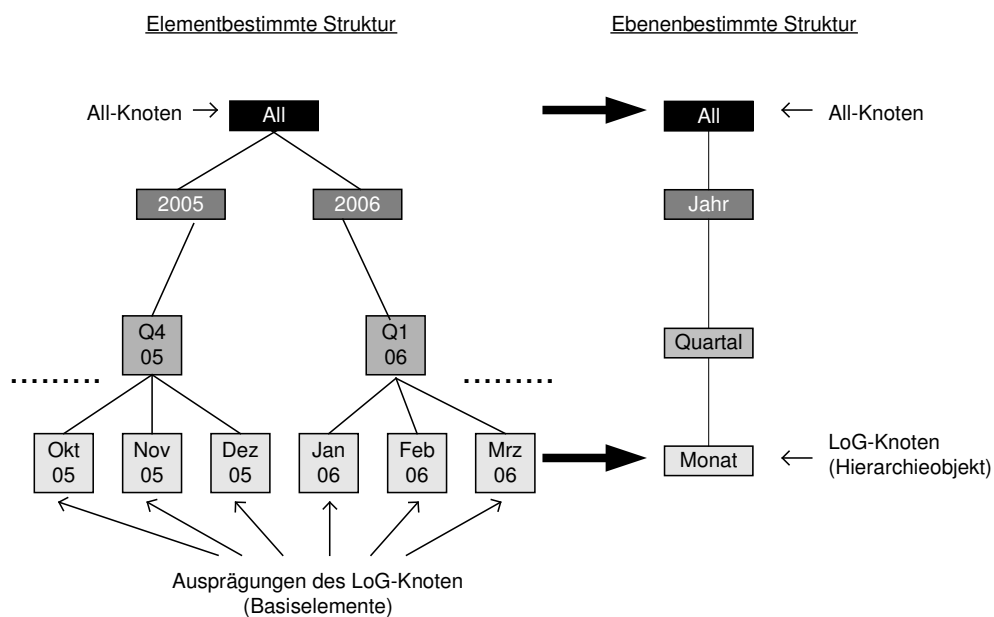 Elementbestimmte Struktur
Ebenenbestimmte Struktur
All-Knoten
All
All
All-Knoten
2005
2006
Jahr
Q4
05
Q1
06
Quartal
Okt
05
Nov
05
Dez
05
Jan
06
Feb
06
Mrz
06
Monat
LoG-Knoten
(Hierarchieobjekt)
Ausprägungen des LoG-Knoten
(Basiselemente)